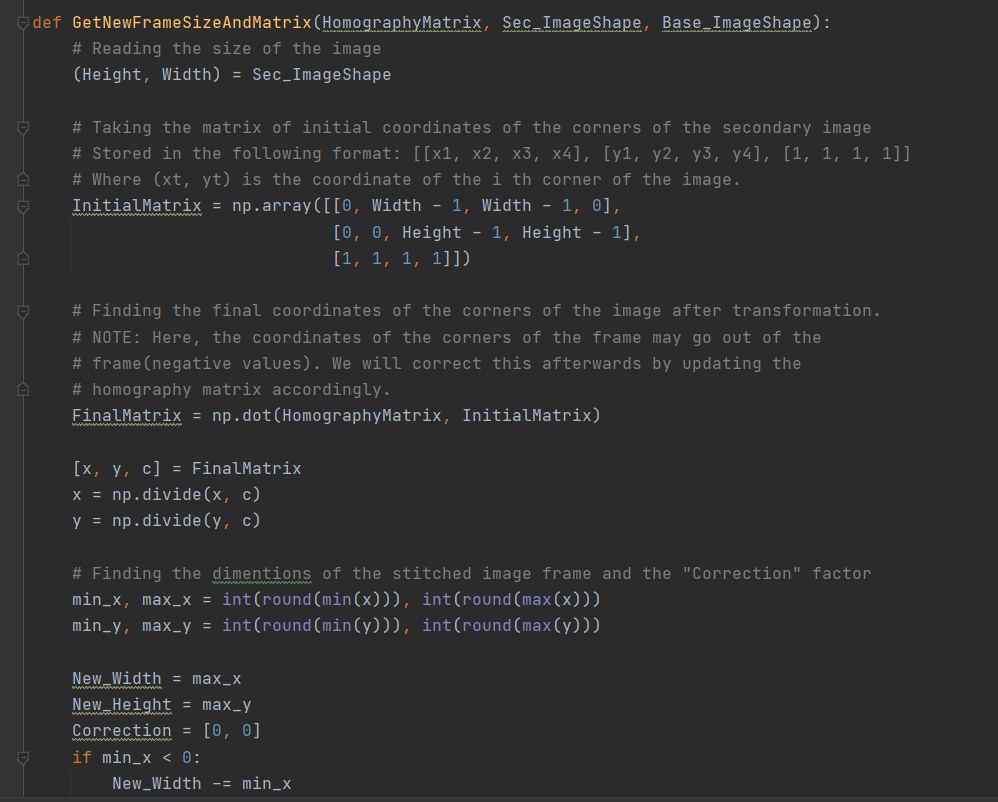 def GetNewFrameSizeAndMatrix(HomographyMatrix, Sec_ImageShape, Base_ImageShape):
    # Reading the size of the image
    (Height, Width) = Sec_ImageShape

    # Taking the matrix of initial coordinates of the corners of the secondary image
    # Stored in the following format: [[x1, x2, x3, x4], [y1, y2, y3, y4], [1, 1, 1, 1]]
    # Where (xt, yt) is the coordinate of the i th corner of the image.
    InitialMatrix = np.array([[0, Width - 1, Width - 1, 0],
                              [0, 0, Height - 1, Height - 1],
                              [1, 1, 1, 1]])

    # Finding the final coordinates of the corners of the image after transformation.
    # NOTE: Here, the coordinates of the corners of the frame may go out of the
    # frame(negative values). We will correct this afterwards by updating the
    # homography matrix accordingly.
    FinalMatrix = np.dot(HomographyMatrix, InitialMatrix)

    [x, y, c] = FinalMatrix
    x = np.divide(x, c)
    y = np.divide(y, c)

    # Finding the dimentions of the stitched image frame and the "Correction" factor
    min_x, max_x = int(round(min(x))), int(round(max(x)))
    min_y, max_y = int(round(min(y))), int(round(max(y)))

    New_Width = max_x
    New_Height = max_y
    Correction = [0, 0]
    if min_x < 0:
        New_Width -= min_x